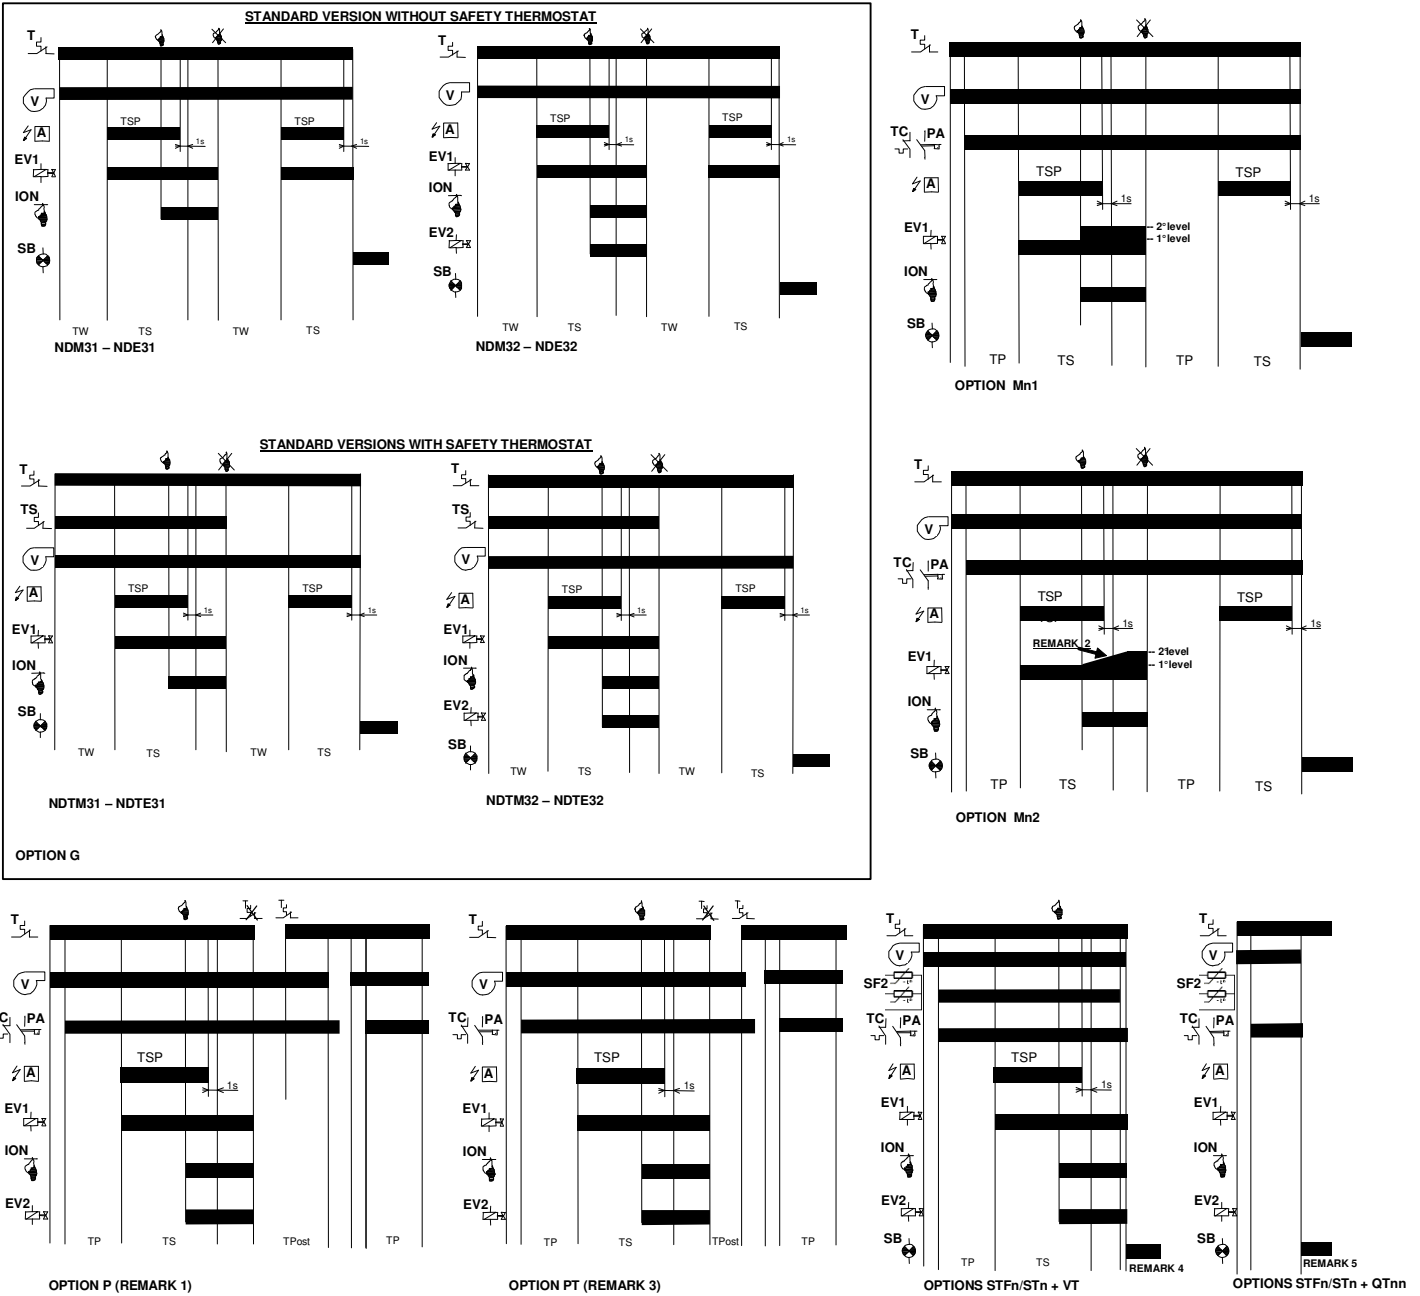 STANDARD VERSION WITHOUT SAFETY THERMOSTAT
T
V
A
TSP
TSP
1s
1s
EV1
ION
SB
TW
TS
TW
TS
NDM31 – NDE31
T
V
A
TSP
TSP
1s
1s
EV1
ION
EV2
SB
TW
TS
TW
TS
NDM32 – NDE32
STANDARD VERSIONS WITH SAFETY THERMOSTAT
T
TS
V
A
TSP
TSP
1s
1s
EV1
ION
SB
TW
TS
TW
TS
NDTM31 – NDTE31
T
TS
V
A
TSP
TSP
1s
1s
EV1
ION
EV2
SB
TW
TS
TW
TS
NDTM32 – NDTE32
OPTION G
T
V
TC PA
A
TSP
TSP
1s
1s
EV1
2°level
1°level
ION
SB
TP
TS
TP
TS
OPTION Mn1
T
V
TC PA
A
TSP
TSP
1s
1s
REMARK 2
EV1
2°level
1°level
ION
SB
TP
TS
TP
TS
OPTION Mn2
T
T
T
V
C PA
TSP
A
1s
EV1
ION
EV2
TP
TS
TPost
TP
OPTION P (REMARK 1)
T
T
T
V
TC PA
TSP
A
1s
EV1
ION
EV2
TP
TS
TPost
TP
OPTION PT (REMARK 3)
T
V
SF2
TC PA
TSP
A
1s
EV1
ION
EV2
SB
TP
TS
REMARK 4
OPTIONS STFn/STn + VT
T
V
SF2
TC PA
A
EV1
ION
EV2
SB
REMARK 5
OPTIONS STFn/STn + QTnn